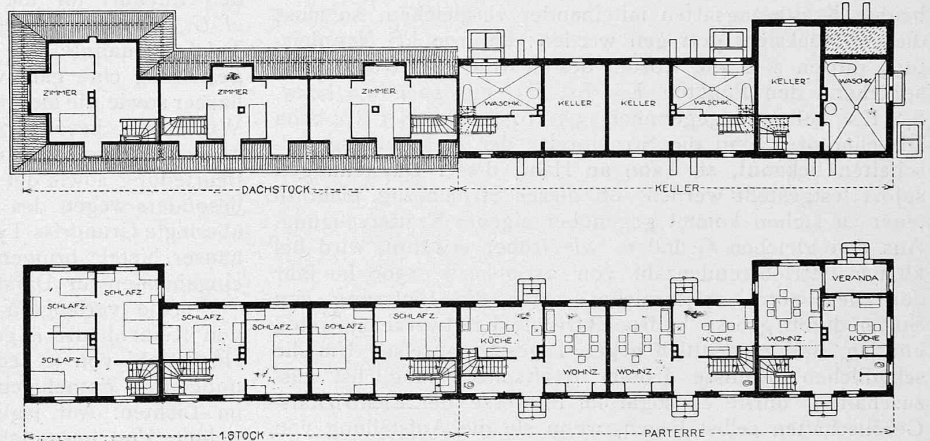 ZIMMER
ZIMMER
ZIMMER
WASCHK.
KELLER
KELLER
WASCHK.
KELLER
WASCHK.
DACHSTOCK
KELLER
SCHLAFZ.
SCHLAFZ.
SCHLAFZ.
SCHLAFZ.
SCHLAFZ.
SCHLAFZ.
SCHLAFZ.
KÜCHE
WOHNZ.
WOHNZ.
KÜCHE
WOHNZ.
VERANDA
KÜCHE
1. STOCK
PARTERRE